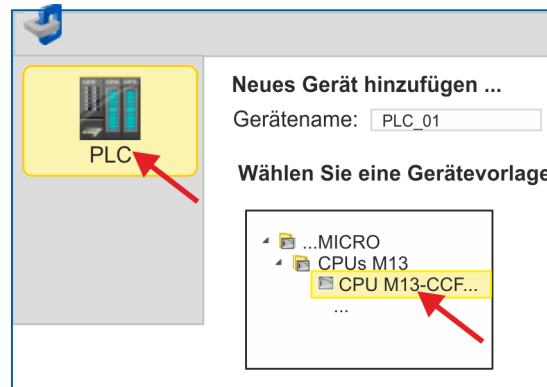 PLC
Neues Gerät hinzufügen ...
Gerätename: PLC_01
Wählen Sie eine Gerätevorlage
...MICRO
CPUs M13
CPU M13-CCF...
...